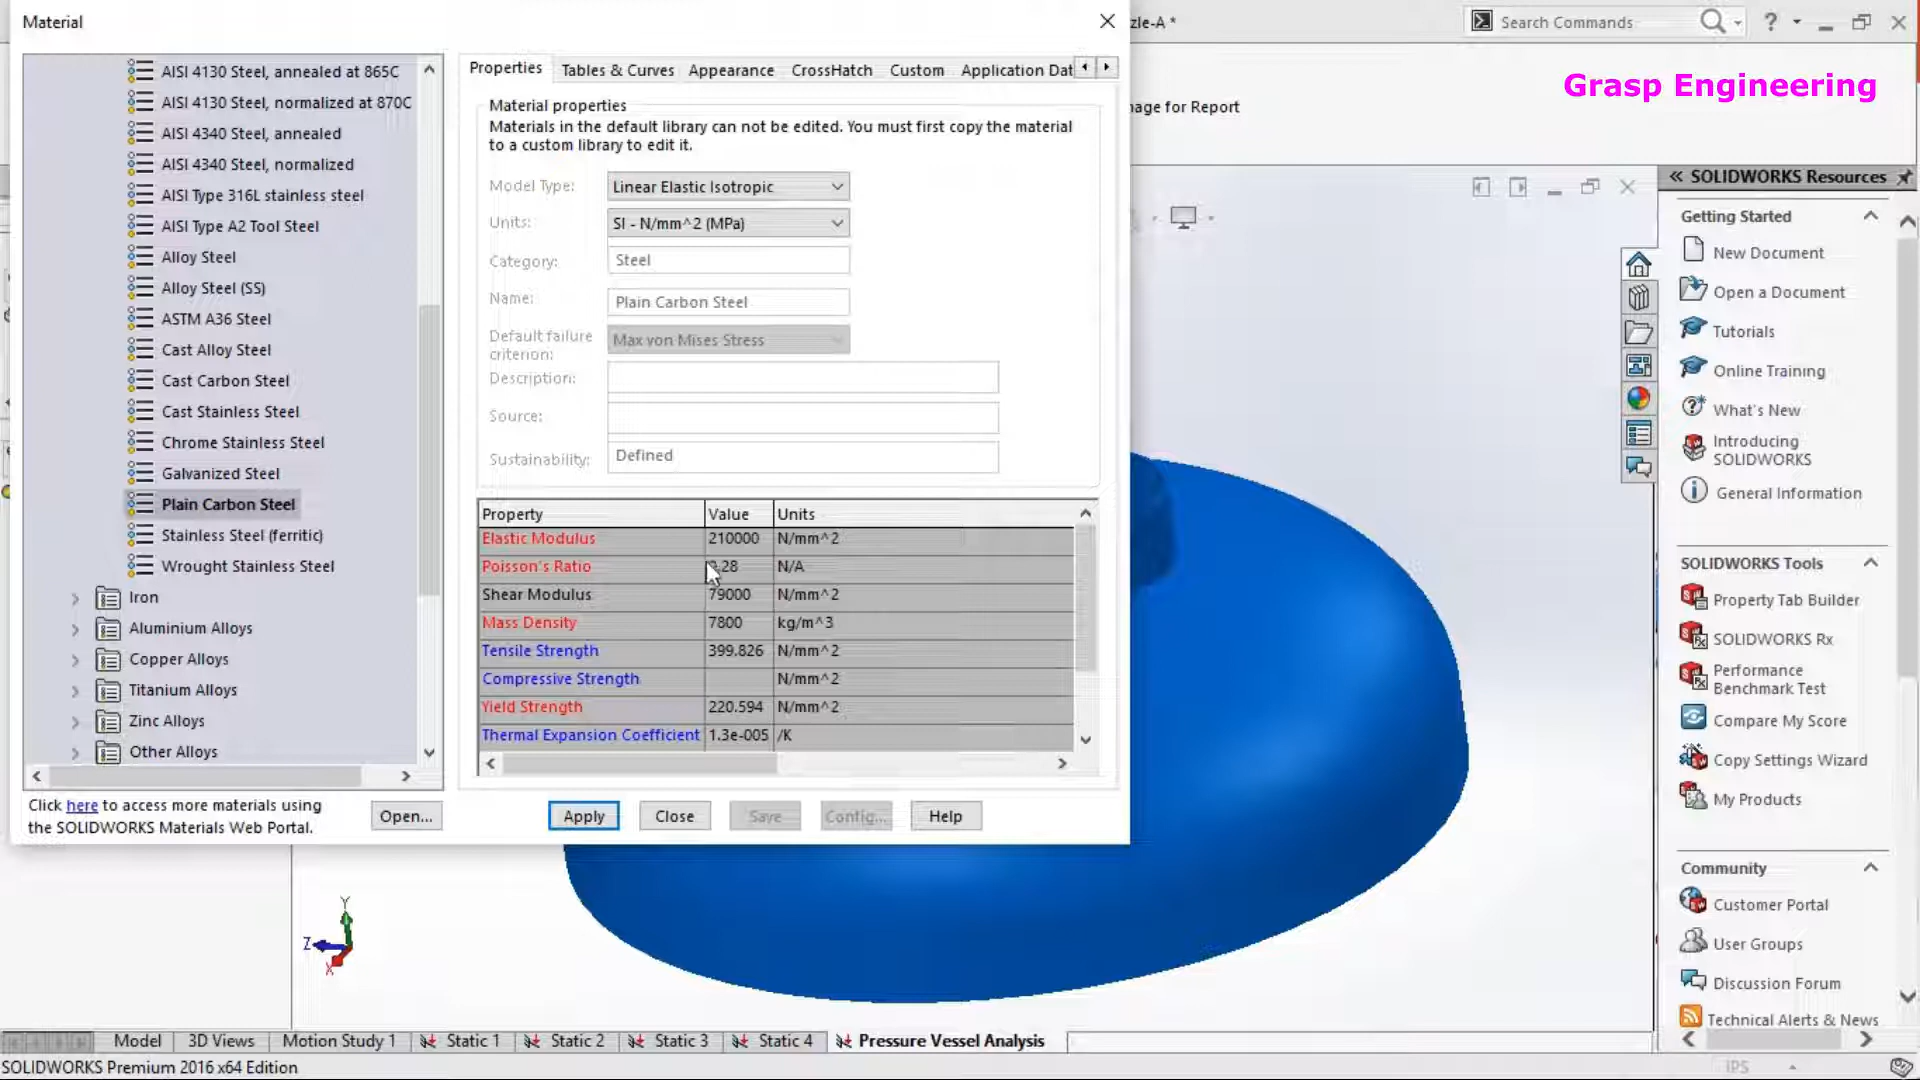 Material
zle-A *
Search Commands
?
Grasp Engineering
AISI 4130 Steel, annealed at 865C
AISI 4130 Steel, normalized at 870C
AISI 4340 Steel, annealed
AISI 4340 Steel, normalized
AISI Type 316L stainless steel
AISI Type A2 Tool Steel
Alloy Steel
Alloy Steel (SS)
ASTM A36 Steel
Cast Alloy Steel
Cast Carbon Steel
Cast Stainless Steel
Chrome Stainless Steel
Galvanized Steel
Plain Carbon Steel
Stainless Steel (ferritic)
Wrought Stainless Steel
Iron
Aluminium Alloys
Copper Alloys
Titanium Alloys
Zinc Alloys
Other Alloys
Click here to access more materials using
the SOLIDWORKS Materials Web Portal.
Open...
Properties Tables & Curves Appearance CrossHatch Custom Application Dat
Material properties
Materials in the default library can not be edited. You must first copy the material
to a custom library to edit it.
Model Type: Linear Elastic Isotropic
Units: SI - N/mm^2 (MPa)
Category: Steel
Name: Plain Carbon Steel
Default failure
criterion:
Max von Mises Stress
Description:
Source:
Sustainability: Defined
Property Value Units
Elastic Modulus 210000 N/mm^2
Poisson's Ratio .28 N/A
Shear Modulus 79000 N/mm^2
Mass Density 7800 kg/m^3
Tensile Strength 399.826 N/mm^2
Compressive Strength N/mm^2
Yield Strength 220.594 N/mm^2
Thermal Expansion Coefficient 1.3e-005 /K
Apply Close Save Config... Help
age for Report
SOLIDWORKS Resources
Getting Started
New Document
Open a Document
Tutorials
Online Training
What's New
Introducing
SOLIDWORKS
General Information
SOLIDWORKS Tools
Property Tab Builder
SOLIDWORKS Rx
Performance
Benchmark Test
Compare My Score
Copy Settings Wizard
My Products
Community
Customer Portal
User Groups
Discussion Forum
Technical Alerts & News
Y
Z
X
Model 3D Views Motion Study 1 Static 1 Static 2 Static 3 Static 4 Pressure Vessel Analysis
SOLIDWORKS Premium 2016 x64 Edition
IPS